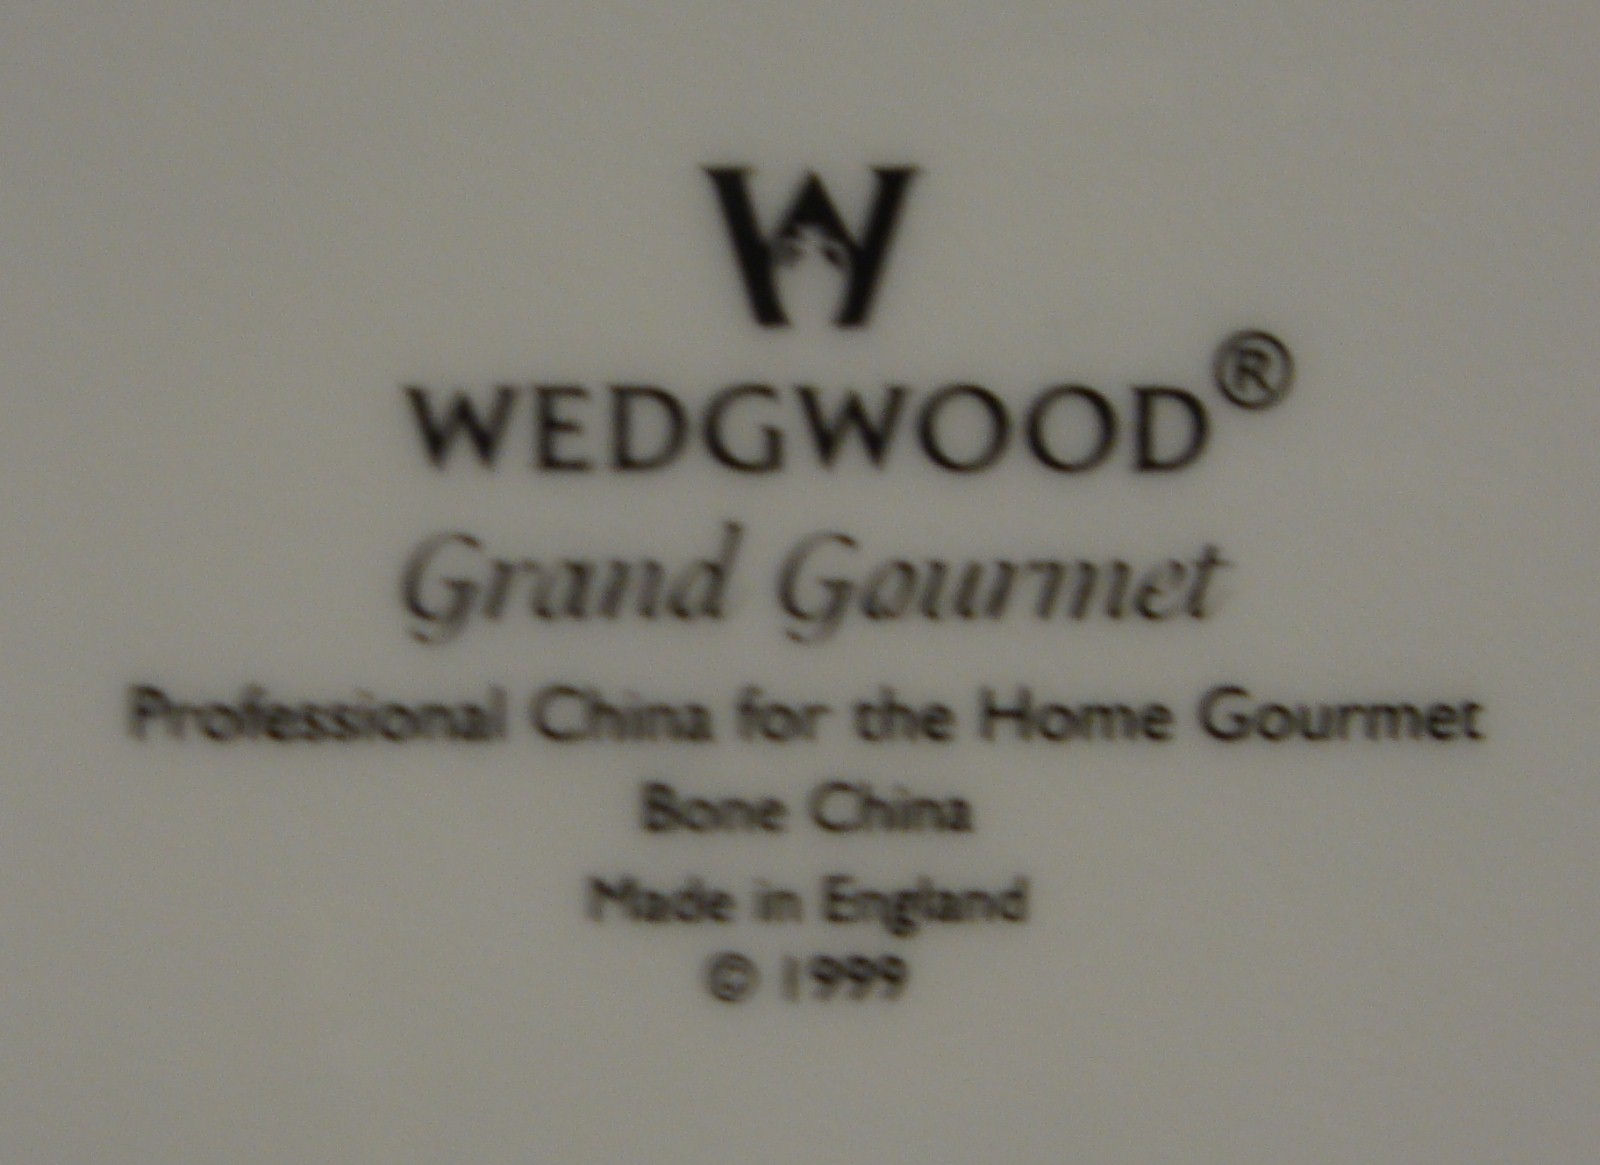 W
WEDGWOOD®
Grand Gourmet
Professional China for the Home Gourmet
Bone China
Made in England
© 1999